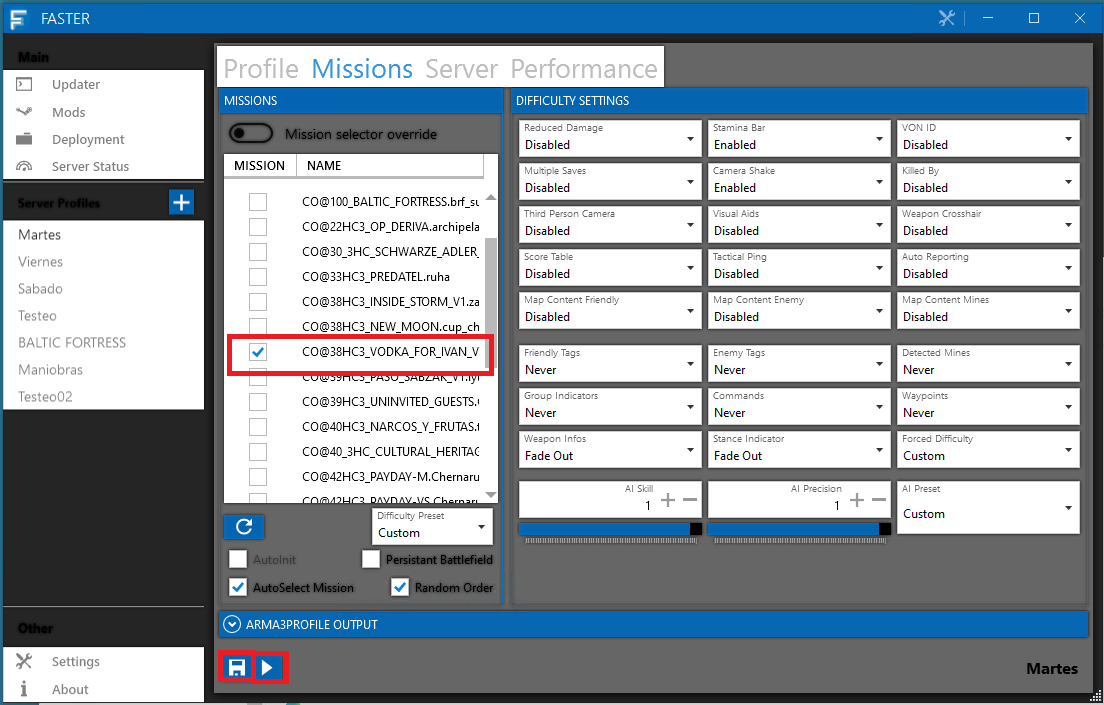 FASTER
Main
Updater
Mods
Deployment
Server Status
Server Profiles
Martes
Viernes
Sabado
Testeo
BALTIC FORTRESS
Maniobras
Testeo02
Other
Settings
About
Profile Missions Server Performance
MISSIONS
Mission selector override
MISSION NAME
CO@100_BALTIC_FORTRESS.brf_su
CO@22HC3_OP_DERIVA.archipela
CO@30_3HC_SCHWARZE_ADLER_
CO@33HC3_PREDATEL.ruha
CO@38HC3_INSIDE_STORM_V1.za
CO@38HC3_NEW_MOON.cup_ch
CO@38HC3_VODKA_FOR_IVAN_V
CO@39HC3_PASO_SABZAK_V1.lyt
CO@39HC3_UNINVITED_GUESTS.
CO@40HC3_NARCOS_Y_FRUTAS.t
CO@40_3HC_CULTURAL_HERITAG
CO@42HC3_PAYDAY-M.Chernaru
CO@42HC3_PAYDAY-VS.Chernaru
Difficulty Preset
Custom
AutoInit Persistant Battlefield
AutoSelect Mission Random Order
DIFFICULTY SETTINGS
Reduced Damage Stamina Bar VON ID
Disabled Enabled Disabled
Multiple Saves Camera Shake Killed By
Disabled Enabled Disabled
Third Person Camera Visual Aids Weapon Crosshair
Disabled Disabled Disabled
Score Table Tactical Ping Auto Reporting
Disabled Disabled Disabled
Map Content Friendly Map Content Enemy Map Content Mines
Disabled Disabled Disabled
Friendly Tags Enemy Tags Detected Mines
Never Never Never
Group Indicators Commands Waypoints
Never Never Never
Weapon Infos Stance Indicator Forced Difficulty
Fade Out Fade Out Custom
AI Skill AI Precision AI Preset
1 1 Custom
ARMA3PROFILE OUTPUT
Martes